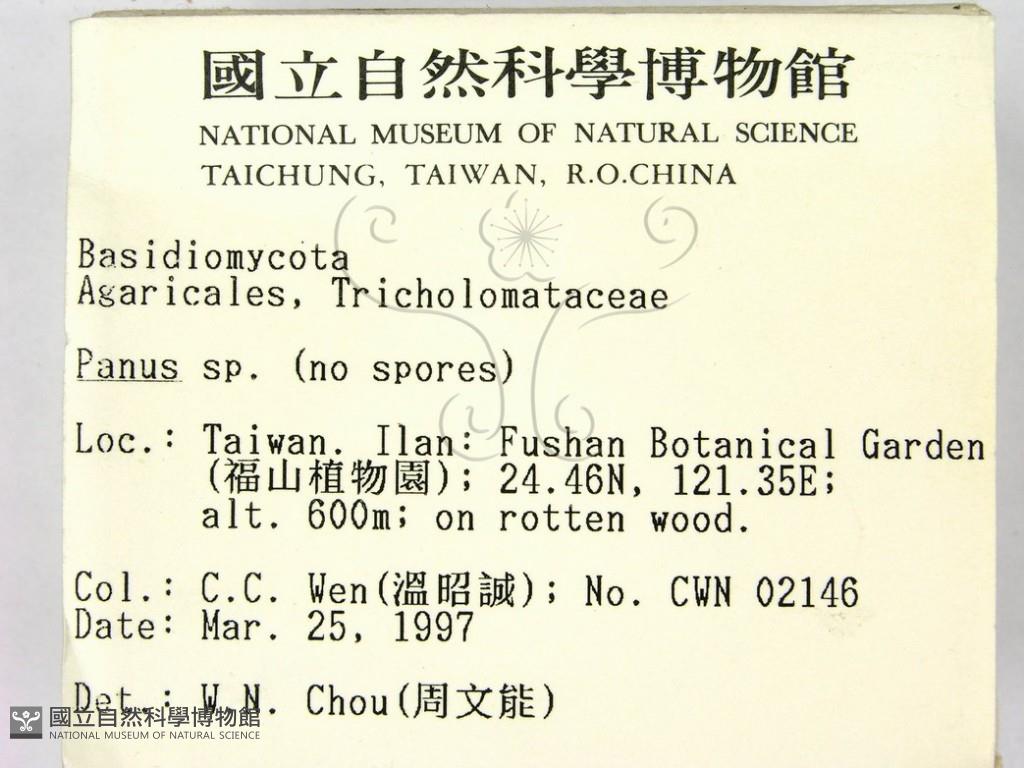 國立自然科學博物館
NATIONAL MUSEUM OF NATURAL SCIENCE
TAICHUNG, TAIWAN, R.O.CHINA
Basidiomycota
Agaricales, Tricholomataceae
Panus sp. (no spores)
Loc.: Taiwan. Ilan: Fushan Botanical Garden
(福山植物園); 24.46N, 121.35E;
alt. 600m; on rotten wood.
Col.: C.C. Wen(溫昭誠); No. CWN 02146
Date: Mar. 25, 1997
Det.: W.N. Chou(周文能)
國立自然科學博物館
NATIONAL MUSEUM OF NATURAL SCIENCE